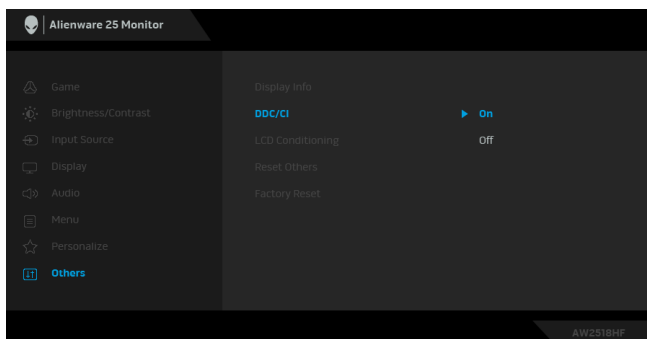 Alienware 25 Monitor
Game
Display Info
Brightness/Contrast
DDC/CI
On
Input Source
LCD Conditioning
Off
Display
Reset Others
Audio
Factory Reset
Menu
Personalize
Others
AW2518HF